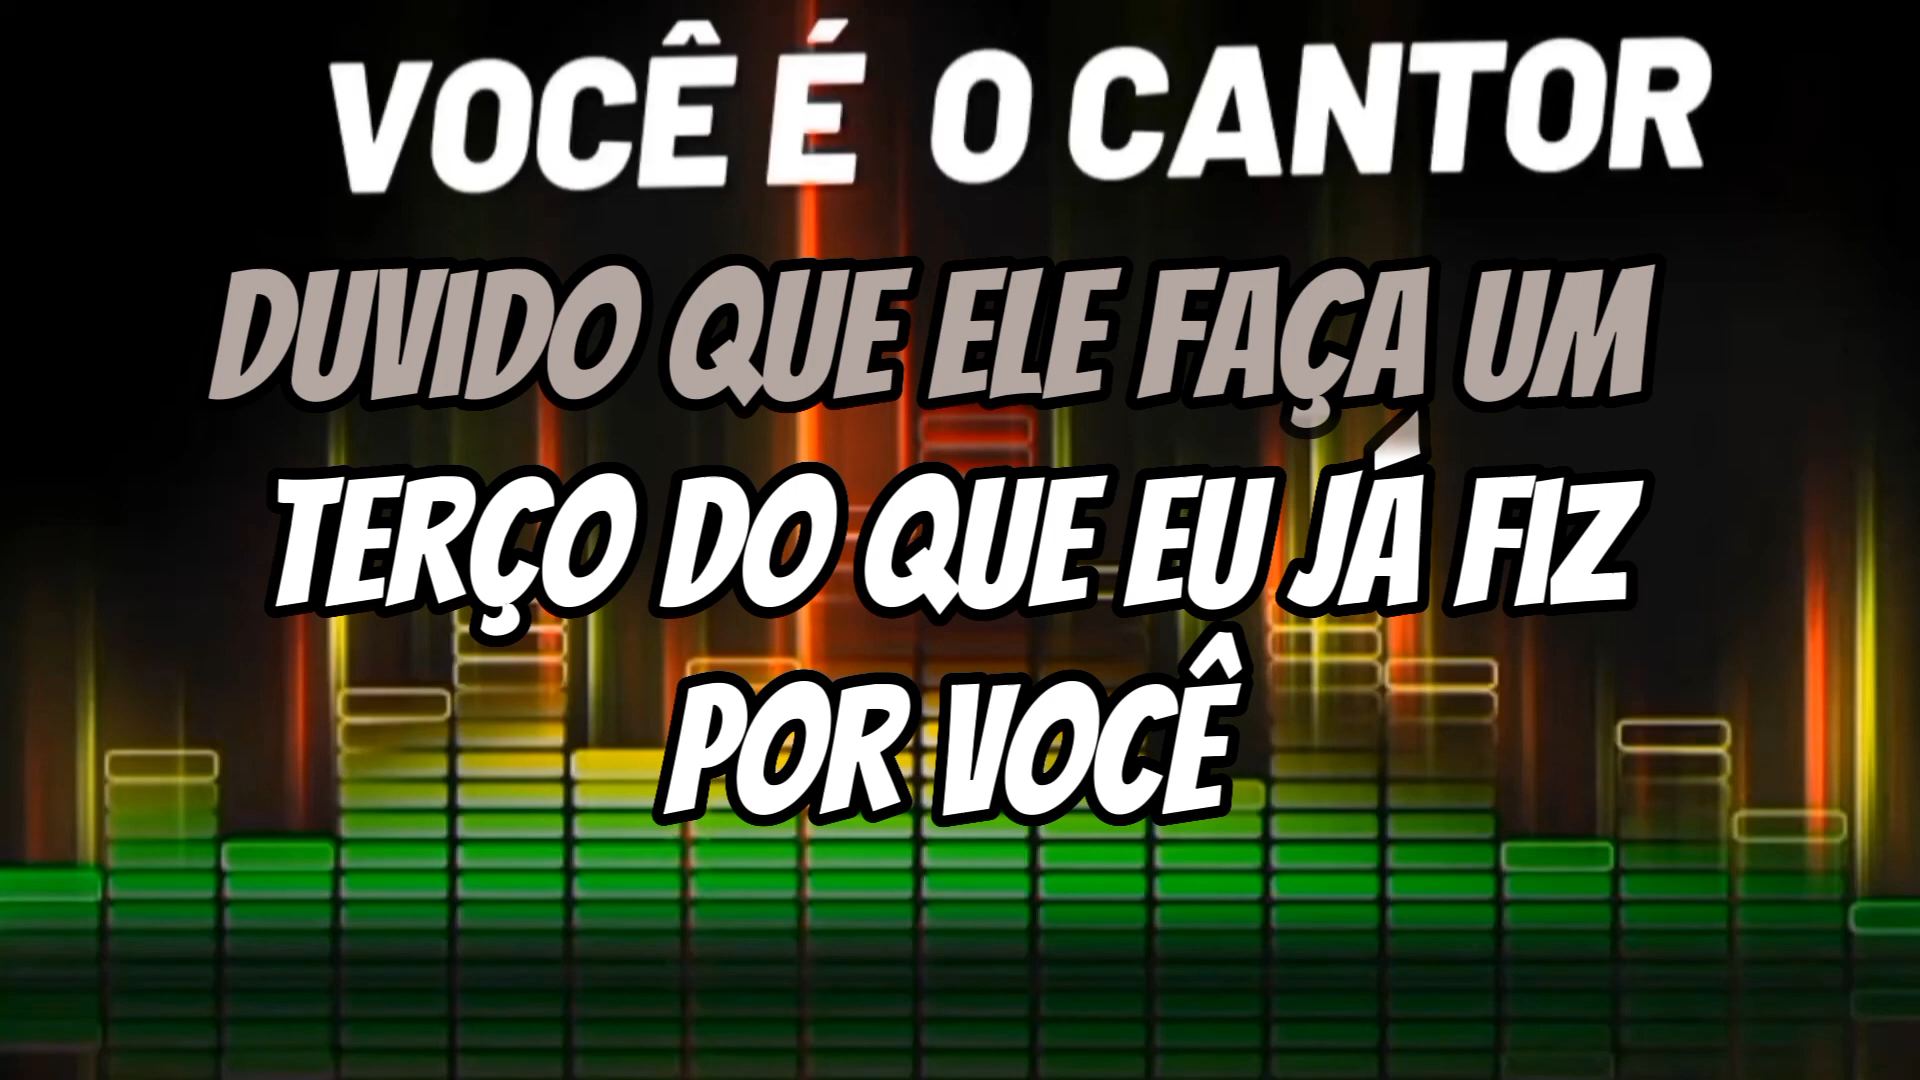 VOCÊ É O CANTOR
DUVIDO QUE ELE FAÇA UM
TERÇO DO QUE EU JÁ FIZ
POR VOCÊ